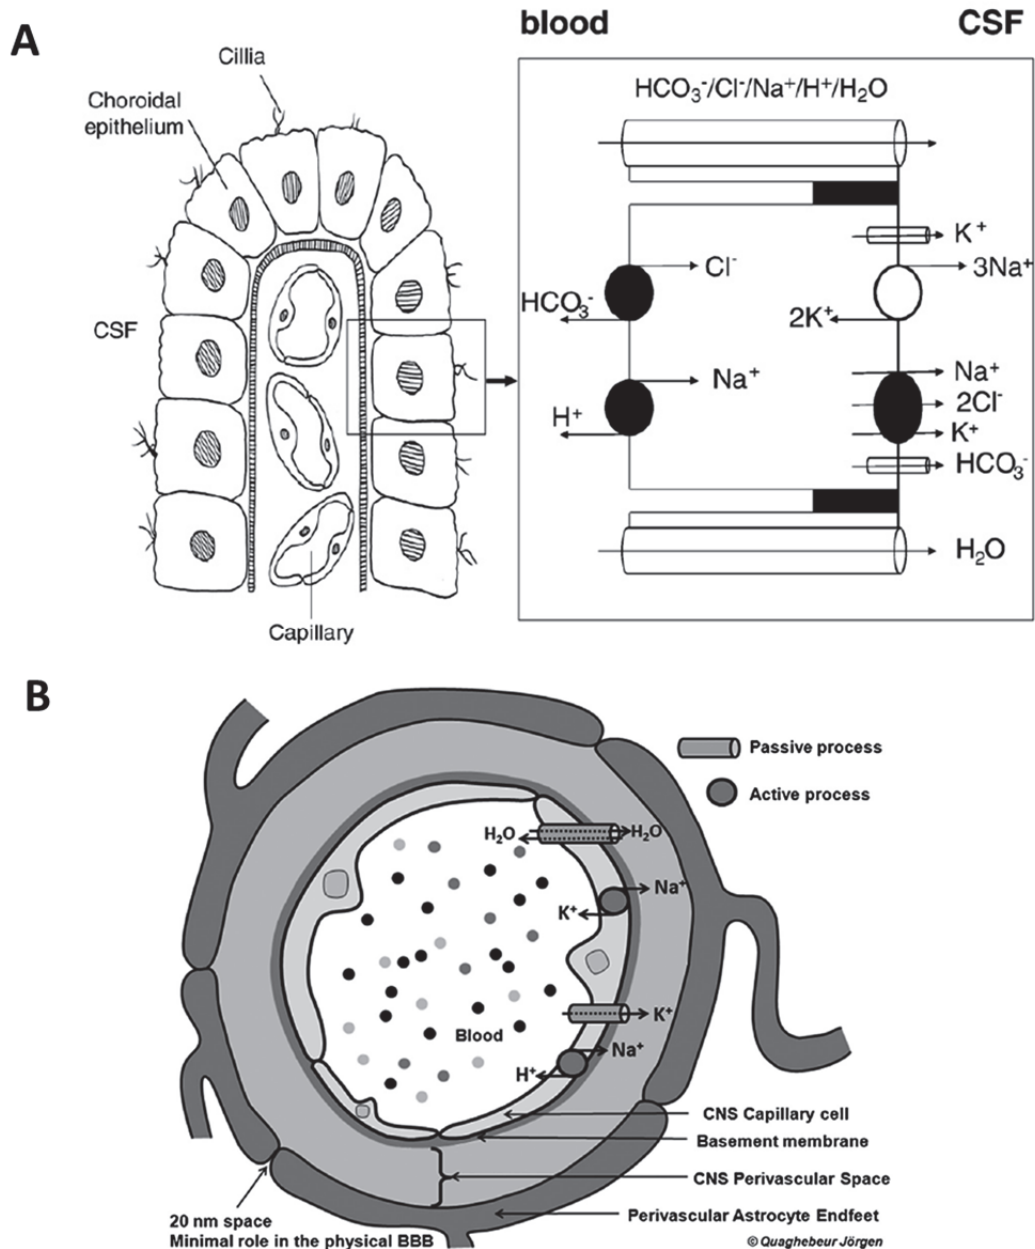 A
blood
CSF
Cillia
Choroidal
epithelium
CSF
Capillary
HCO₃⁻/Cl⁻/Na⁺/H⁺/H₂O
K⁺
Cl⁻
3Na⁺
HCO₃⁻
2K⁺
Na⁺
Na⁺
2Cl⁻
H⁺
K⁺
HCO₃⁻
H₂O
B
Passive process
Active process
H₂O
H₂O
Na⁺
K⁺
K⁺
Blood
Na⁺
H⁺
CNS Capillary cell
Basement membrane
CNS Perivascular Space
Perivascular Astrocyte Endfeet
20 nm space
Minimal role in the physical BBB
© Quaghebeur Jörgen